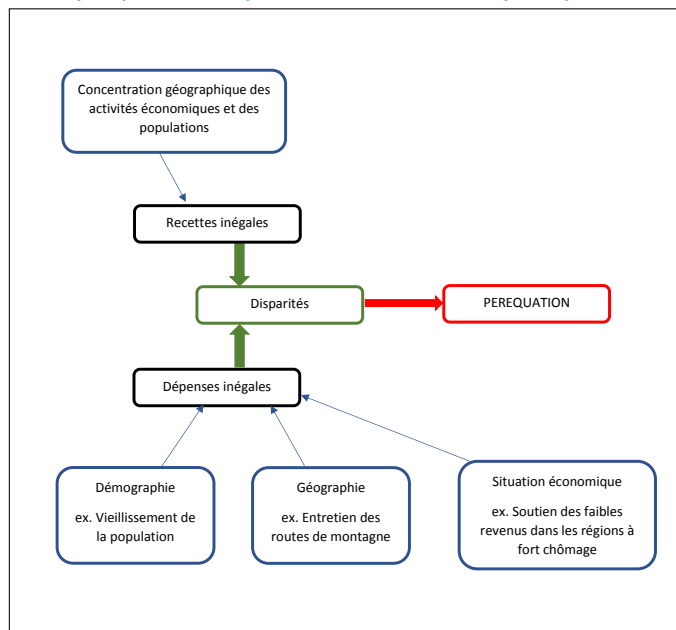 Concentration géographique des
activités économiques et des
populations
Recettes inégales
Disparités
PEREQUATION
Dépenses inégales
Démographie
ex. Vieillissement de
la population
Géographie
ex. Entretien des
routes de montagne
Situation économique
ex. Soutien des faibles
revenus dans les régions à
fort chômage